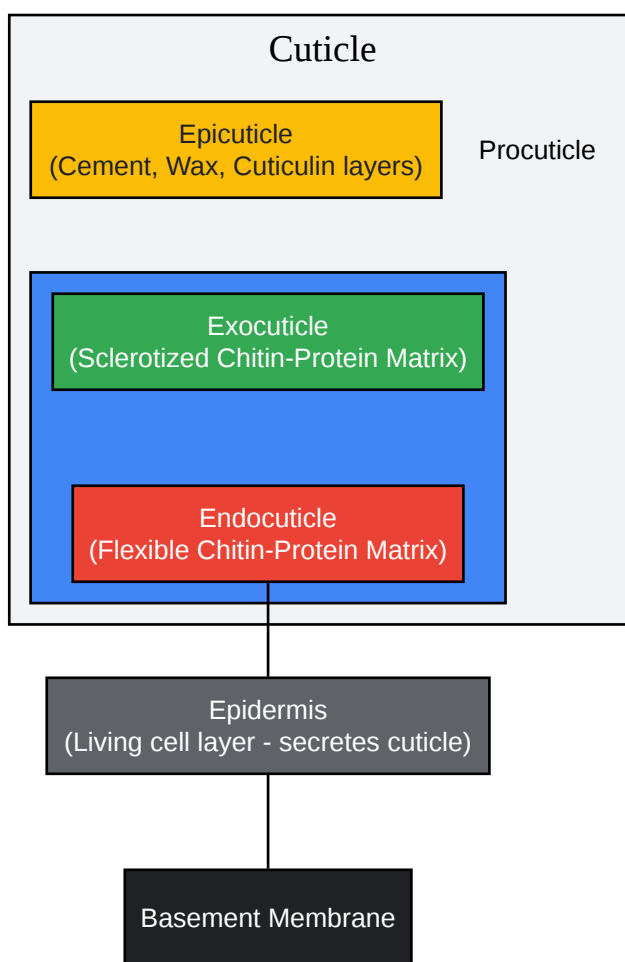 Cuticle
Epicuticle
(Cement, Wax, Cuticulin layers)
Procuticle
Exocuticle
(Sclerotized Chitin-Protein Matrix)
Endocuticle
(Flexible Chitin-Protein Matrix)
Epidermis
(Living cell layer - secretes cuticle)
Basement Membrane